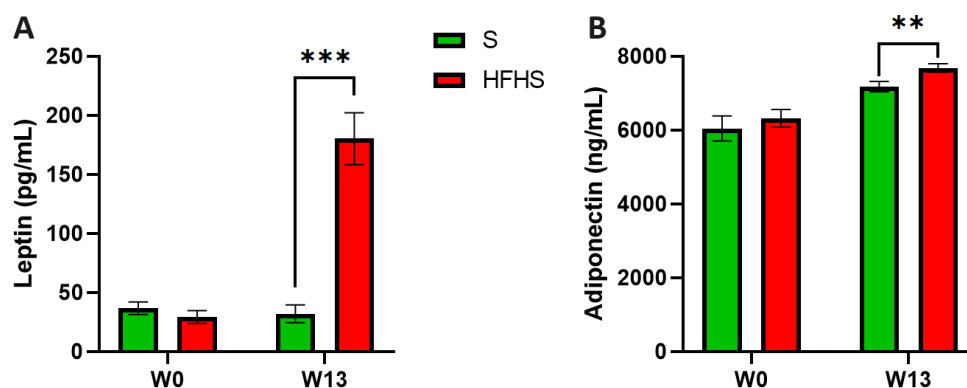 A
Leptin (pg/mL)
250
200
150
100
50
0
***
W0
W13
S
HFHS
B
Adiponectin (ng/mL)
8000
6000
4000
2000
0
**
W0
W13